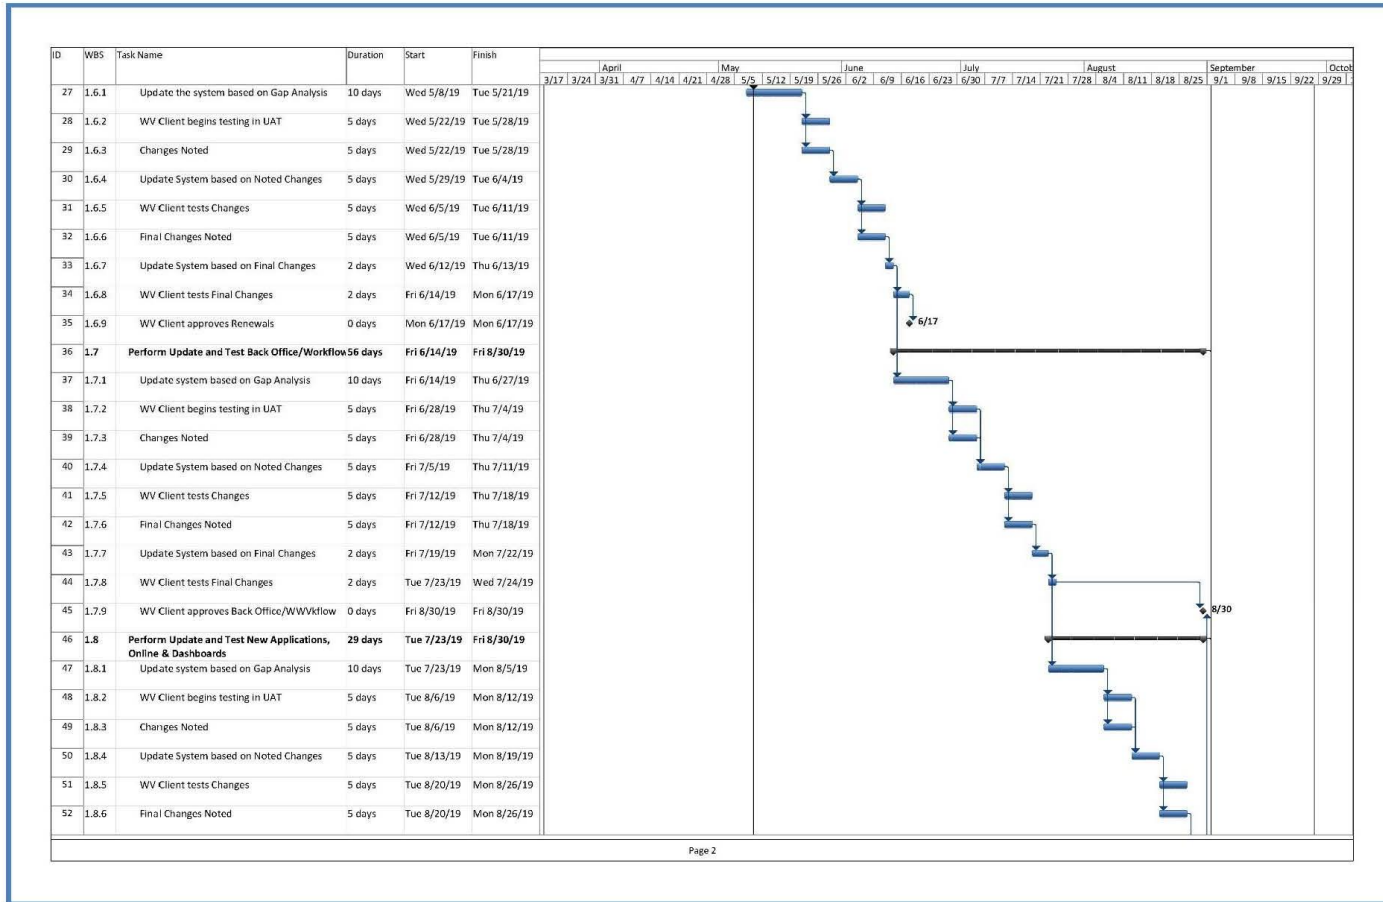 ID WBS Task Name Duration Start Finish
April May June July August September Octob
3/17 3/24 3/31 4/7 4/14 4/21 4/28 5/5 5/12 5/19 5/26 6/2 6/9 6/16 6/23 6/30 7/7 7/14 7/21 7/28 8/4 8/11 8/18 8/25 9/1 9/8 9/15 9/22 9/29
27 1.6.1 Update the system based on Gap Analysis 10 days Wed 5/8/19 Tue 5/21/19
28 1.6.2 WV Client begins testing in UAT 5 days Wed 5/22/19 Tue 5/28/19
29 1.6.3 Changes Noted 5 days Wed 5/22/19 Tue 5/28/19
30 1.6.4 Update System based on Noted Changes 5 days Wed 5/29/19 Tue 6/4/19
31 1.6.5 WV Client tests Changes 5 days Wed 6/5/19 Tue 6/11/19
32 1.6.6 Final Changes Noted 5 days Wed 6/5/19 Tue 6/11/19
33 1.6.7 Update System based on Final Changes 2 days Wed 6/12/19 Thu 6/13/19
34 1.6.8 WV Client tests Final Changes 2 days Fri 6/14/19 Mon 6/17/19
35 1.6.9 WV Client approves Renewals 0 days Mon 6/17/19 Mon 6/17/19 6/17
36 1.7 Perform Update and Test Back Office/Workflow 56 days Fri 6/14/19 Fri 8/30/19
37 1.7.1 Update system based on Gap Analysis 10 days Fri 6/14/19 Thu 6/27/19
38 1.7.2 WV Client begins testing in UAT 5 days Fri 6/28/19 Thu 7/4/19
39 1.7.3 Changes Noted 5 days Fri 6/28/19 Thu 7/4/19
40 1.7.4 Update System based on Noted Changes 5 days Fri 7/5/19 Thu 7/11/19
41 1.7.5 WV Client tests Changes 5 days Fri 7/12/19 Thu 7/18/19
42 1.7.6 Final Changes Noted 5 days Fri 7/12/19 Thu 7/18/19
43 1.7.7 Update System based on Final Changes 2 days Fri 7/19/19 Mon 7/22/19
44 1.7.8 WV Client tests Final Changes 2 days Tue 7/23/19 Wed 7/24/19
45 1.7.9 WV Client approves Back Office/WWVkflow 0 days Fri 8/30/19 Fri 8/30/19 8/30
46 1.8 Perform Update and Test New Applications, 29 days Tue 7/23/19 Fri 8/30/19
Online & Dashboards
47 1.8.1 Update system based on Gap Analysis 10 days Tue 7/23/19 Mon 8/5/19
48 1.8.2 WV Client begins testing in UAT 5 days Tue 8/6/19 Mon 8/12/19
49 1.8.3 Changes Noted 5 days Tue 8/6/19 Mon 8/12/19
50 1.8.4 Update System based on Noted Changes 5 days Tue 8/13/19 Mon 8/19/19
51 1.8.5 WV Client tests Changes 5 days Tue 8/20/19 Mon 8/26/19
52 1.8.6 Final Changes Noted 5 days Tue 8/20/19 Mon 8/26/19
Page 2